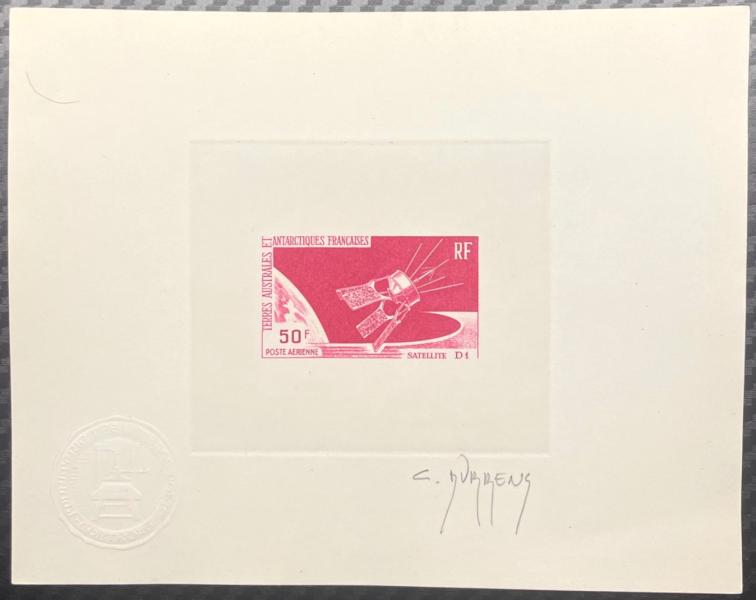 TERRES AUSTRALES ET
ANTARCTIQUES FRANÇAISES
RF
50F
POSTE AERIENNE
SATELLITE D1
C. DURRENS